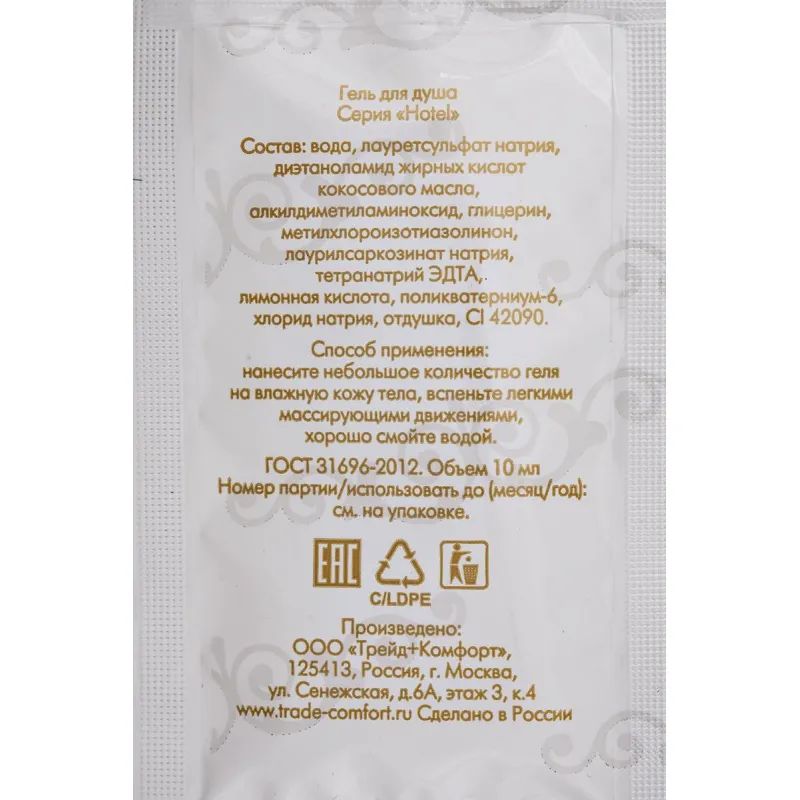 Гель для душа
Серия «Hotel»
Состав: вода, лауретсульфат натрия,
диэтаноламид жирных кислот
кокосового масла,
алкилдиметиламиноксид, глицерин,
метилхлороизотиазолинон,
лаурилсаркозинат натрия,
тетранатрий ЭДТА,
лимонная кислота, поликватерниум-6,
хлорид натрия, отдушка, CI 42090.
Способ применения:
нанесите небольшое количество геля
на влажную кожу тела, вспеньте легкими
массирующими движениями,
хорошо смойте водой.
ГОСТ 31696-2012. Объем 10 мл
Номер партии/использовать до (месяц/год):
см. на упаковке.
EAC
C/LDPE
Произведено:
ООО «Трейд+Комфорт»,
125413, Россия, г. Москва,
ул. Сенежская, д.6А, этаж 3, к.4
www.trade-comfort.ru Сделано в России